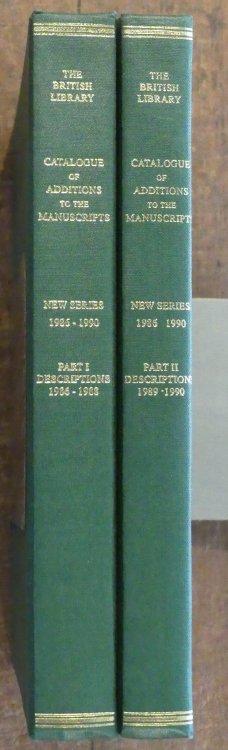 THE
BRITISH
LIBRARY
CATALOGUE
OF
ADDITIONS
TO THE
MANUSCRIPTS
NEW SERIES
1986 - 1990
PART I
DESCRIPTIONS
1986 - 1988
THE
BRITISH
LIBRARY
CATALOGUE
OF
ADDITIONS
TO THE
MANUSCRIPTS
NEW SERIES
1986 1990
PART II
DESCRIPTION
1989 - 1990